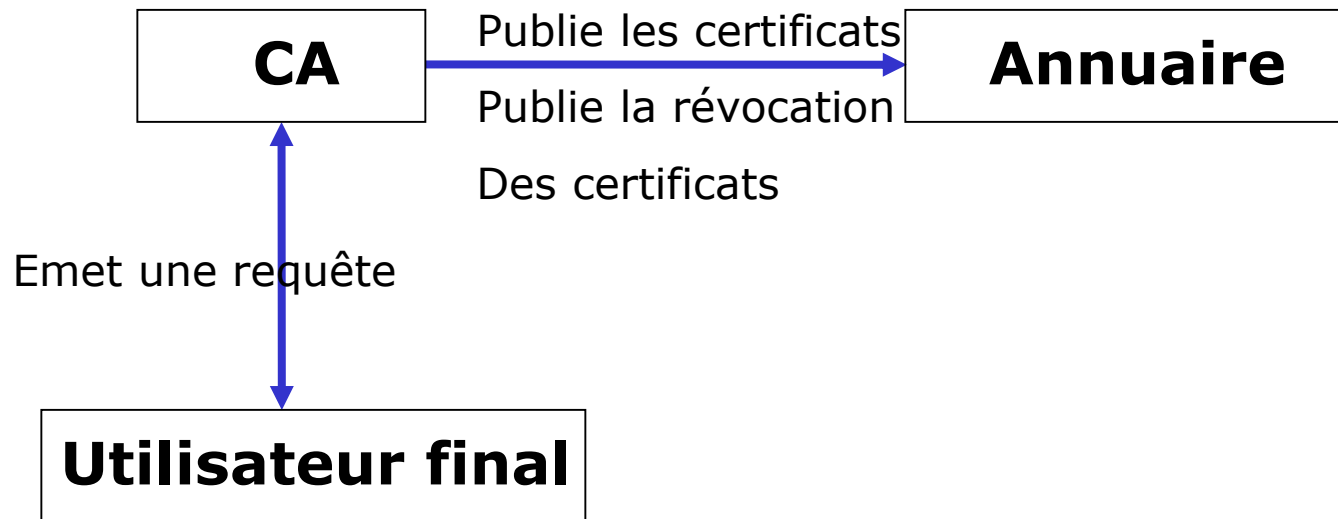 CA
Publie les certificats
Annuaire
Publie la révocation
Des certificats
Emet une requête
Utilisateur final